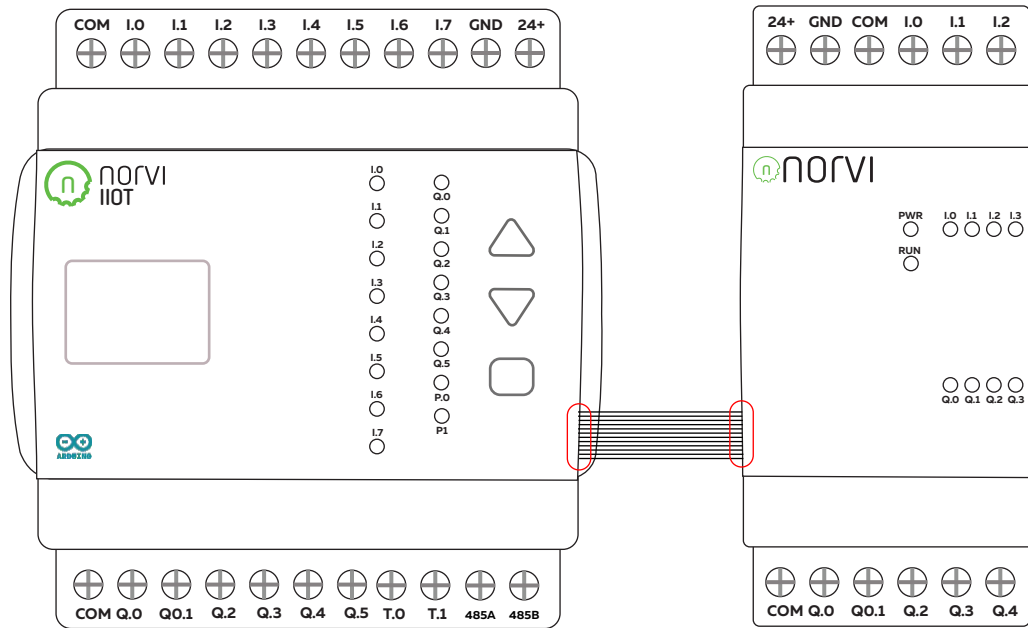 COM I.0 I.1 I.2 I.3 I.4 I.5 I.6 I.7 GND 24+
norvi
IIOT
I.0
I.1
I.2
I.3
I.4
I.5
I.6
I.7
Q.0
Q.1
Q.2
Q.3
Q.4
Q.5
P.0
P1
ARDUINO
COM Q.0 Q0.1 Q.2 Q.3 Q.4 Q.5 T.0 T.1 485A 485B
24+ GND COM I.0 I.1 I.2
n norvi
PWR I.0 I.1 I.2 I.3
RUN
Q.0 Q.1 Q.2 Q.3
COM Q.0 Q0.1 Q.2 Q.3 Q.4